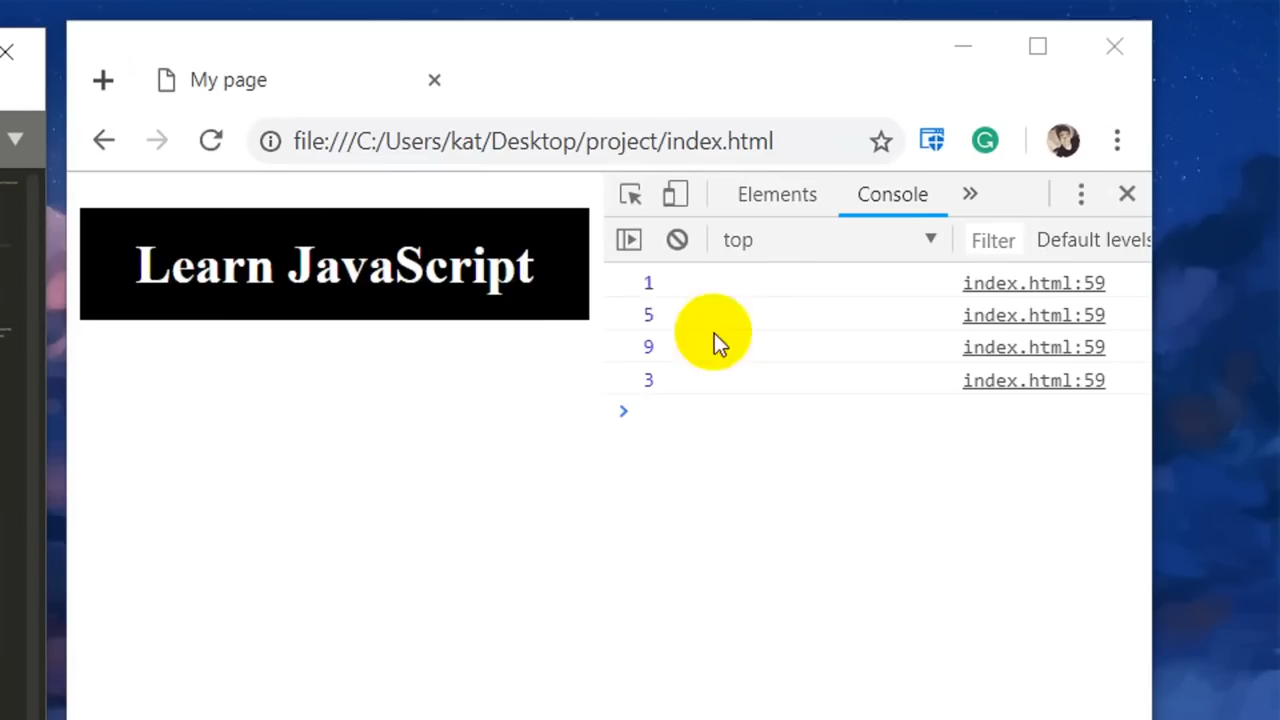 My page
file:///C:/Users/kat/Desktop/project/index.html
Elements Console
top Filter Default levels
Learn JavaScript
1 index.html:59
5 index.html:59
9 index.html:59
3 index.html:59